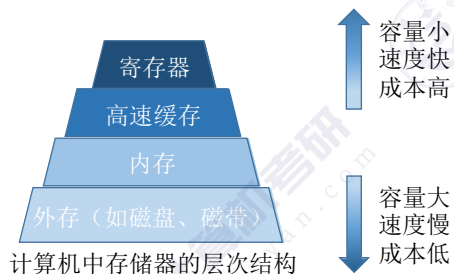 寄存器
高速缓存
内存
外存（如磁盘、磁带）
容量小
速度快
成本高
容量大
速度慢
成本低
计算机中存储器的层次结构